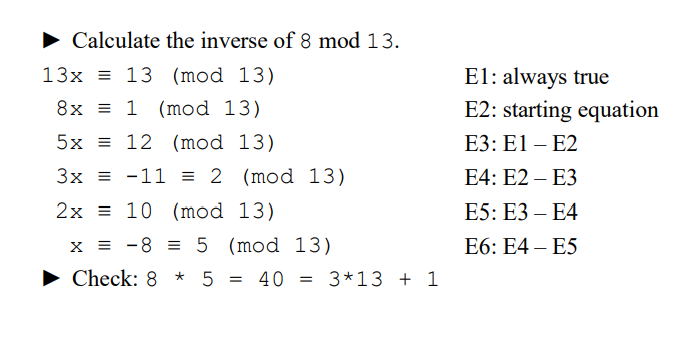 ► Calculate the inverse of 8 mod 13.
13x ≡ 13 (mod 13) E1: always true
8x ≡ 1 (mod 13) E2: starting equation
5x ≡ 12 (mod 13) E3: E1 – E2
3x ≡ -11 ≡ 2 (mod 13) E4: E2 – E3
2x ≡ 10 (mod 13) E5: E3 – E4
x ≡ -8 ≡ 5 (mod 13) E6: E4 – E5
► Check: 8 * 5 = 40 = 3*13 + 1